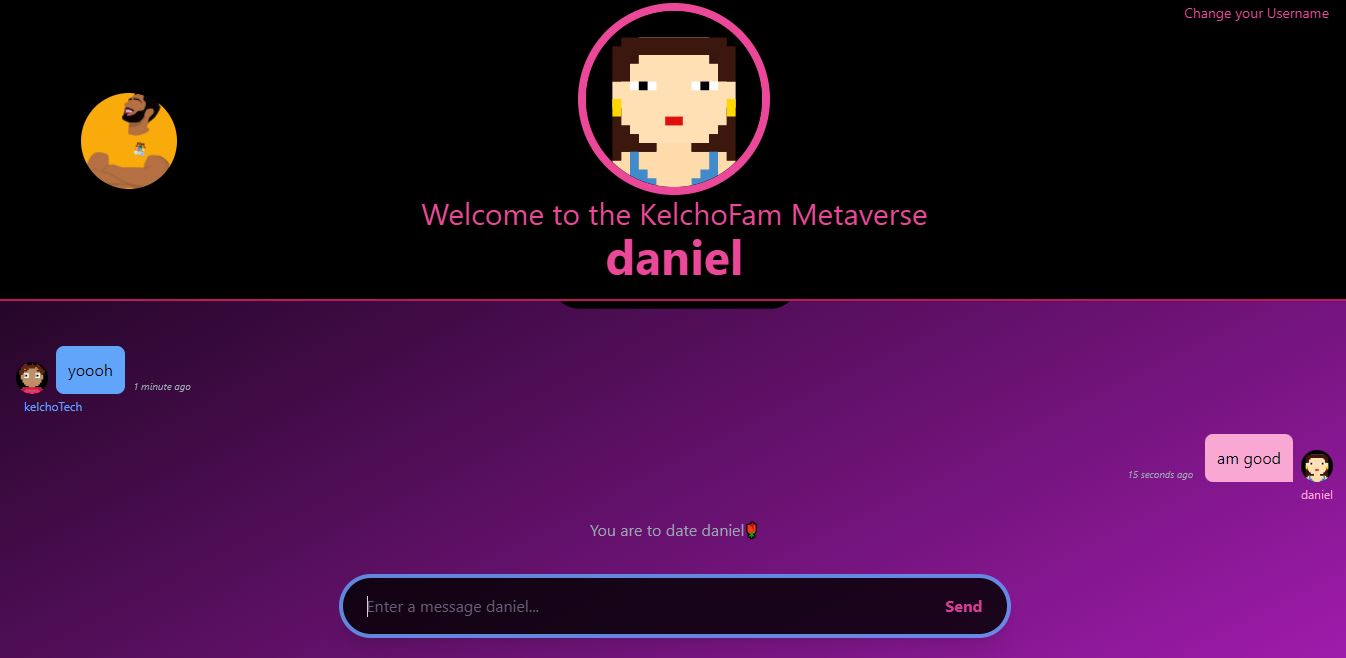 Change your Username
Welcome to the KelchoFam Metaverse
daniel
yoooh
1 minute ago
kelchoTech
am good
15 seconds ago
daniel
You are to date daniel🌹
Enter a message daniel...
Send